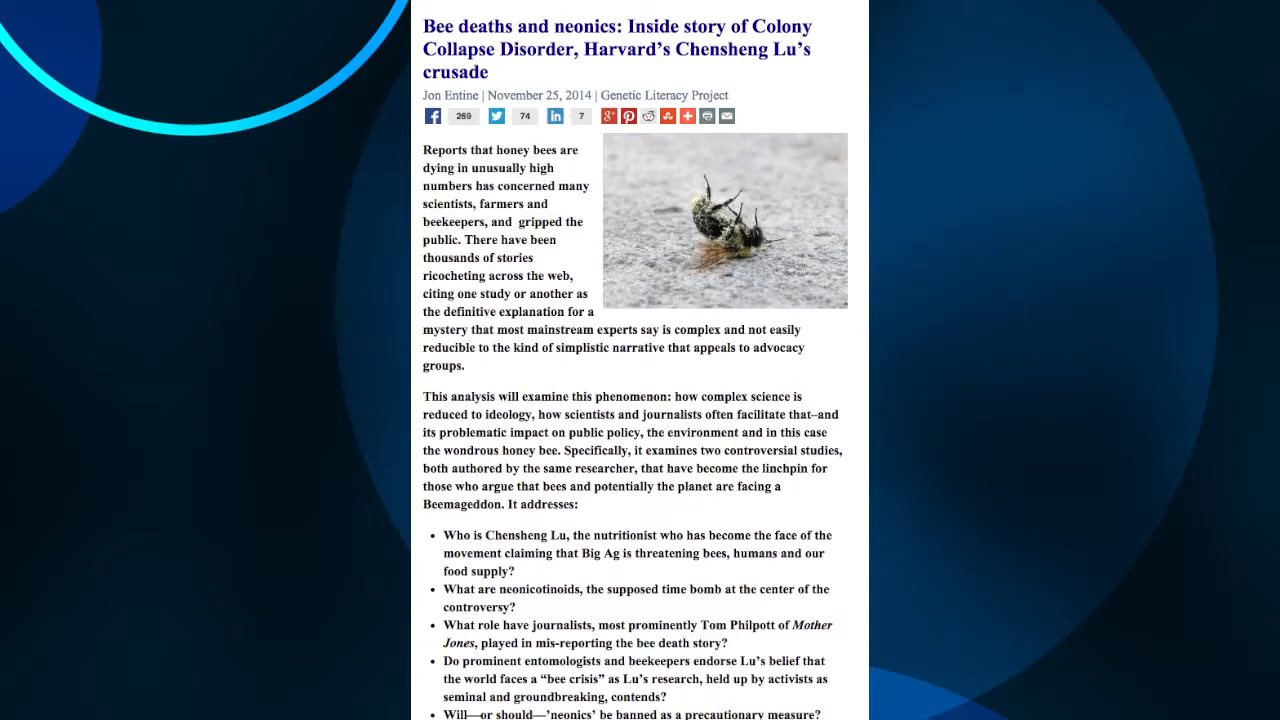 Bee deaths and neonics: Inside story of Colony
Collapse Disorder, Harvard’s Chensheng Lu’s
crusade
Jon Entine | November 25, 2014 | Genetic Literacy Project
269 74 7
Reports that honey bees are
dying in unusually high
numbers has concerned many
scientists, farmers and
beekeepers, and gripped the
public. There have been
thousands of stories
ricocheting across the web,
citing one study or another as
the definitive explanation for a
mystery that most mainstream experts say is complex and not easily
reducible to the kind of simplistic narrative that appeals to advocacy
groups.
This analysis will examine this phenomenon: how complex science is
reduced to ideology, how scientists and journalists often facilitate that–and
its problematic impact on public policy, the environment and in this case
the wondrous honey bee. Specifically, it examines two controversial studies,
both authored by the same researcher, that have become the linchpin for
those who argue that bees and potentially the planet are facing a
Beemageddon. It addresses:
• Who is Chensheng Lu, the nutritionist who has become the face of the
movement claiming that Big Ag is threatening bees, humans and our
food supply?
• What are neonicotinoids, the supposed time bomb at the center of the
controversy?
• What role have journalists, most prominently Tom Philpott of Mother
Jones, played in mis-reporting the bee death story?
• Do prominent entomologists and beekeepers endorse Lu’s belief that
the world faces a “bee crisis” as Lu’s research, held up by activists as
seminal and groundbreaking, contends?
• Will—or should—’neonics’ be banned as a precautionary measure?